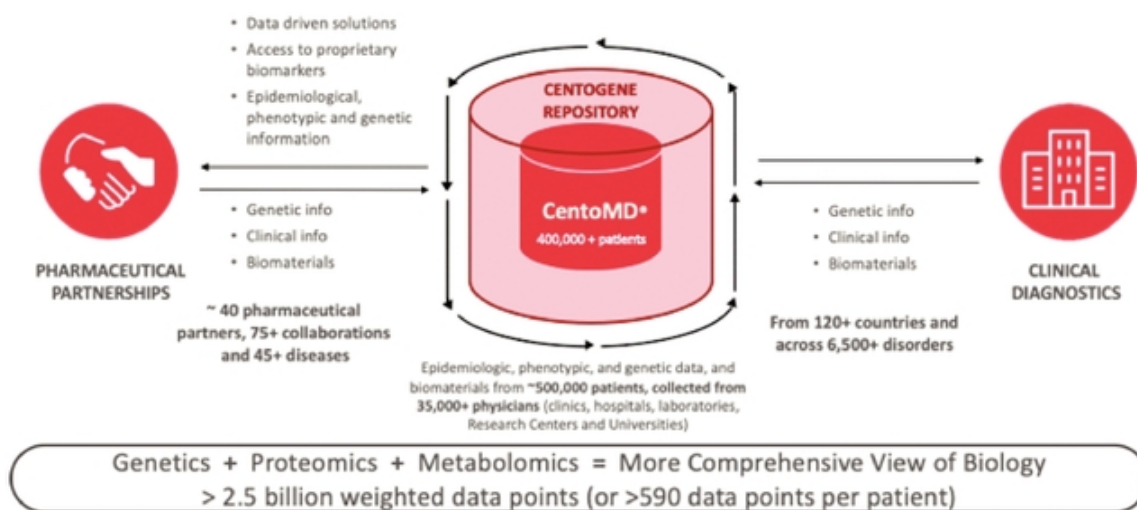 • Data driven solutions
• Access to proprietary
biomarkers
• Epidemiological,
phenotypic and genetic
information
• Genetic info
• Clinical info
• Biomaterials
PHARMACEUTICAL
PARTNERSHIPS
~ 40 pharmaceutical
partners, 75+ collaborations
and 45+ diseases
CENTOGENE
REPOSITORY
CentoMD®
400,000 + patients
Epidemiologic, phenotypic, and genetic data, and
biomaterials from ~500,000 patients, collected from
35,000+ physicians (clinics, hospitals, laboratories,
Research Centers and Universities)
• Genetic info
• Clinical info
• Biomaterials
From 120+ countries and
across 6,500+ disorders
CLINICAL
DIAGNOSTICS
Genetics + Proteomics + Metabolomics = More Comprehensive View of Biology
> 2.5 billion weighted data points (or >590 data points per patient)